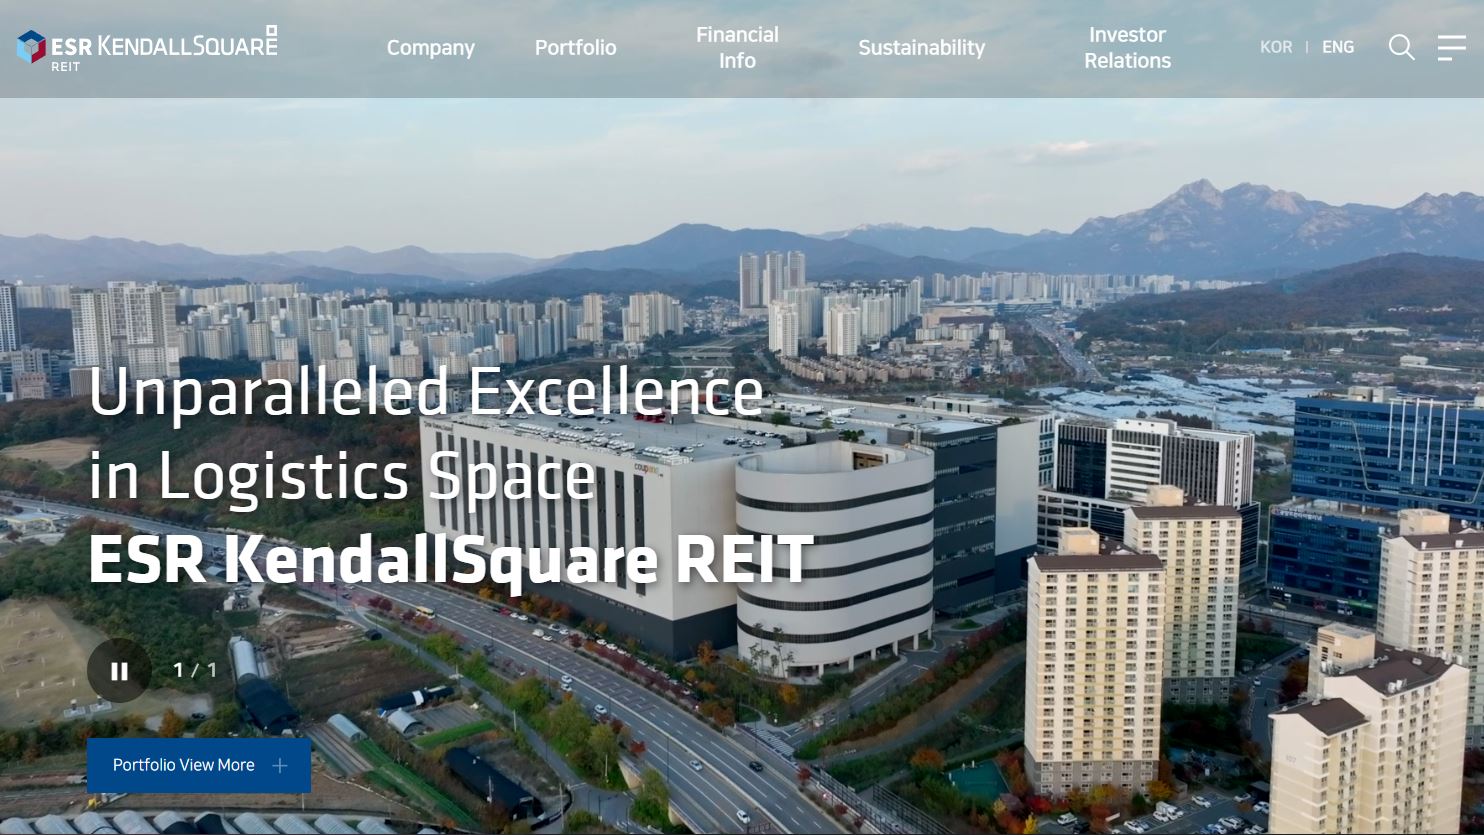 ESR KENDALLSQUARE
REIT
Company
Portfolio
Financial
Info
Sustainability
Investor
Relations
KOR | ENG
Unparalleled Excellence
in Logistics Space
ESR KendallSquare REIT
coupang
1 / 1
Portfolio View More